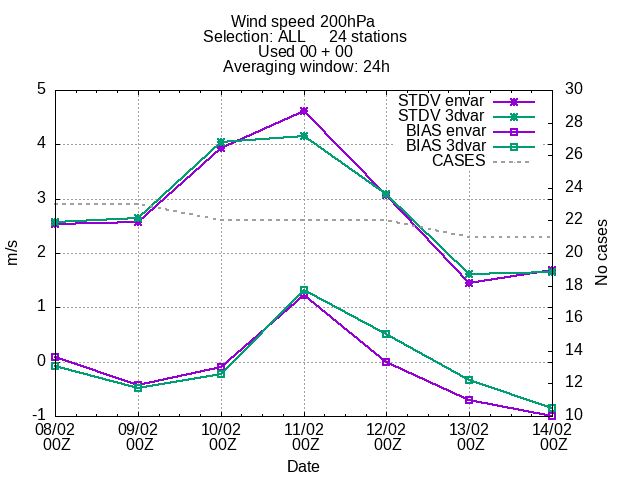 Wind speed 200hPa
Selection: ALL 24 stations
Used 00 + 00
Averaging window: 24h
STDV envar
STDV 3dvar
BIAS envar
BIAS 3dvar
CASES
5
4
3
2
1
0
-1
m/s
30
28
26
24
22
20
18
16
14
12
10
No cases
08/02 09/02 10/02 11/02 12/02 13/02 14/02
00Z 00Z 00Z 00Z 00Z 00Z 00Z
Date